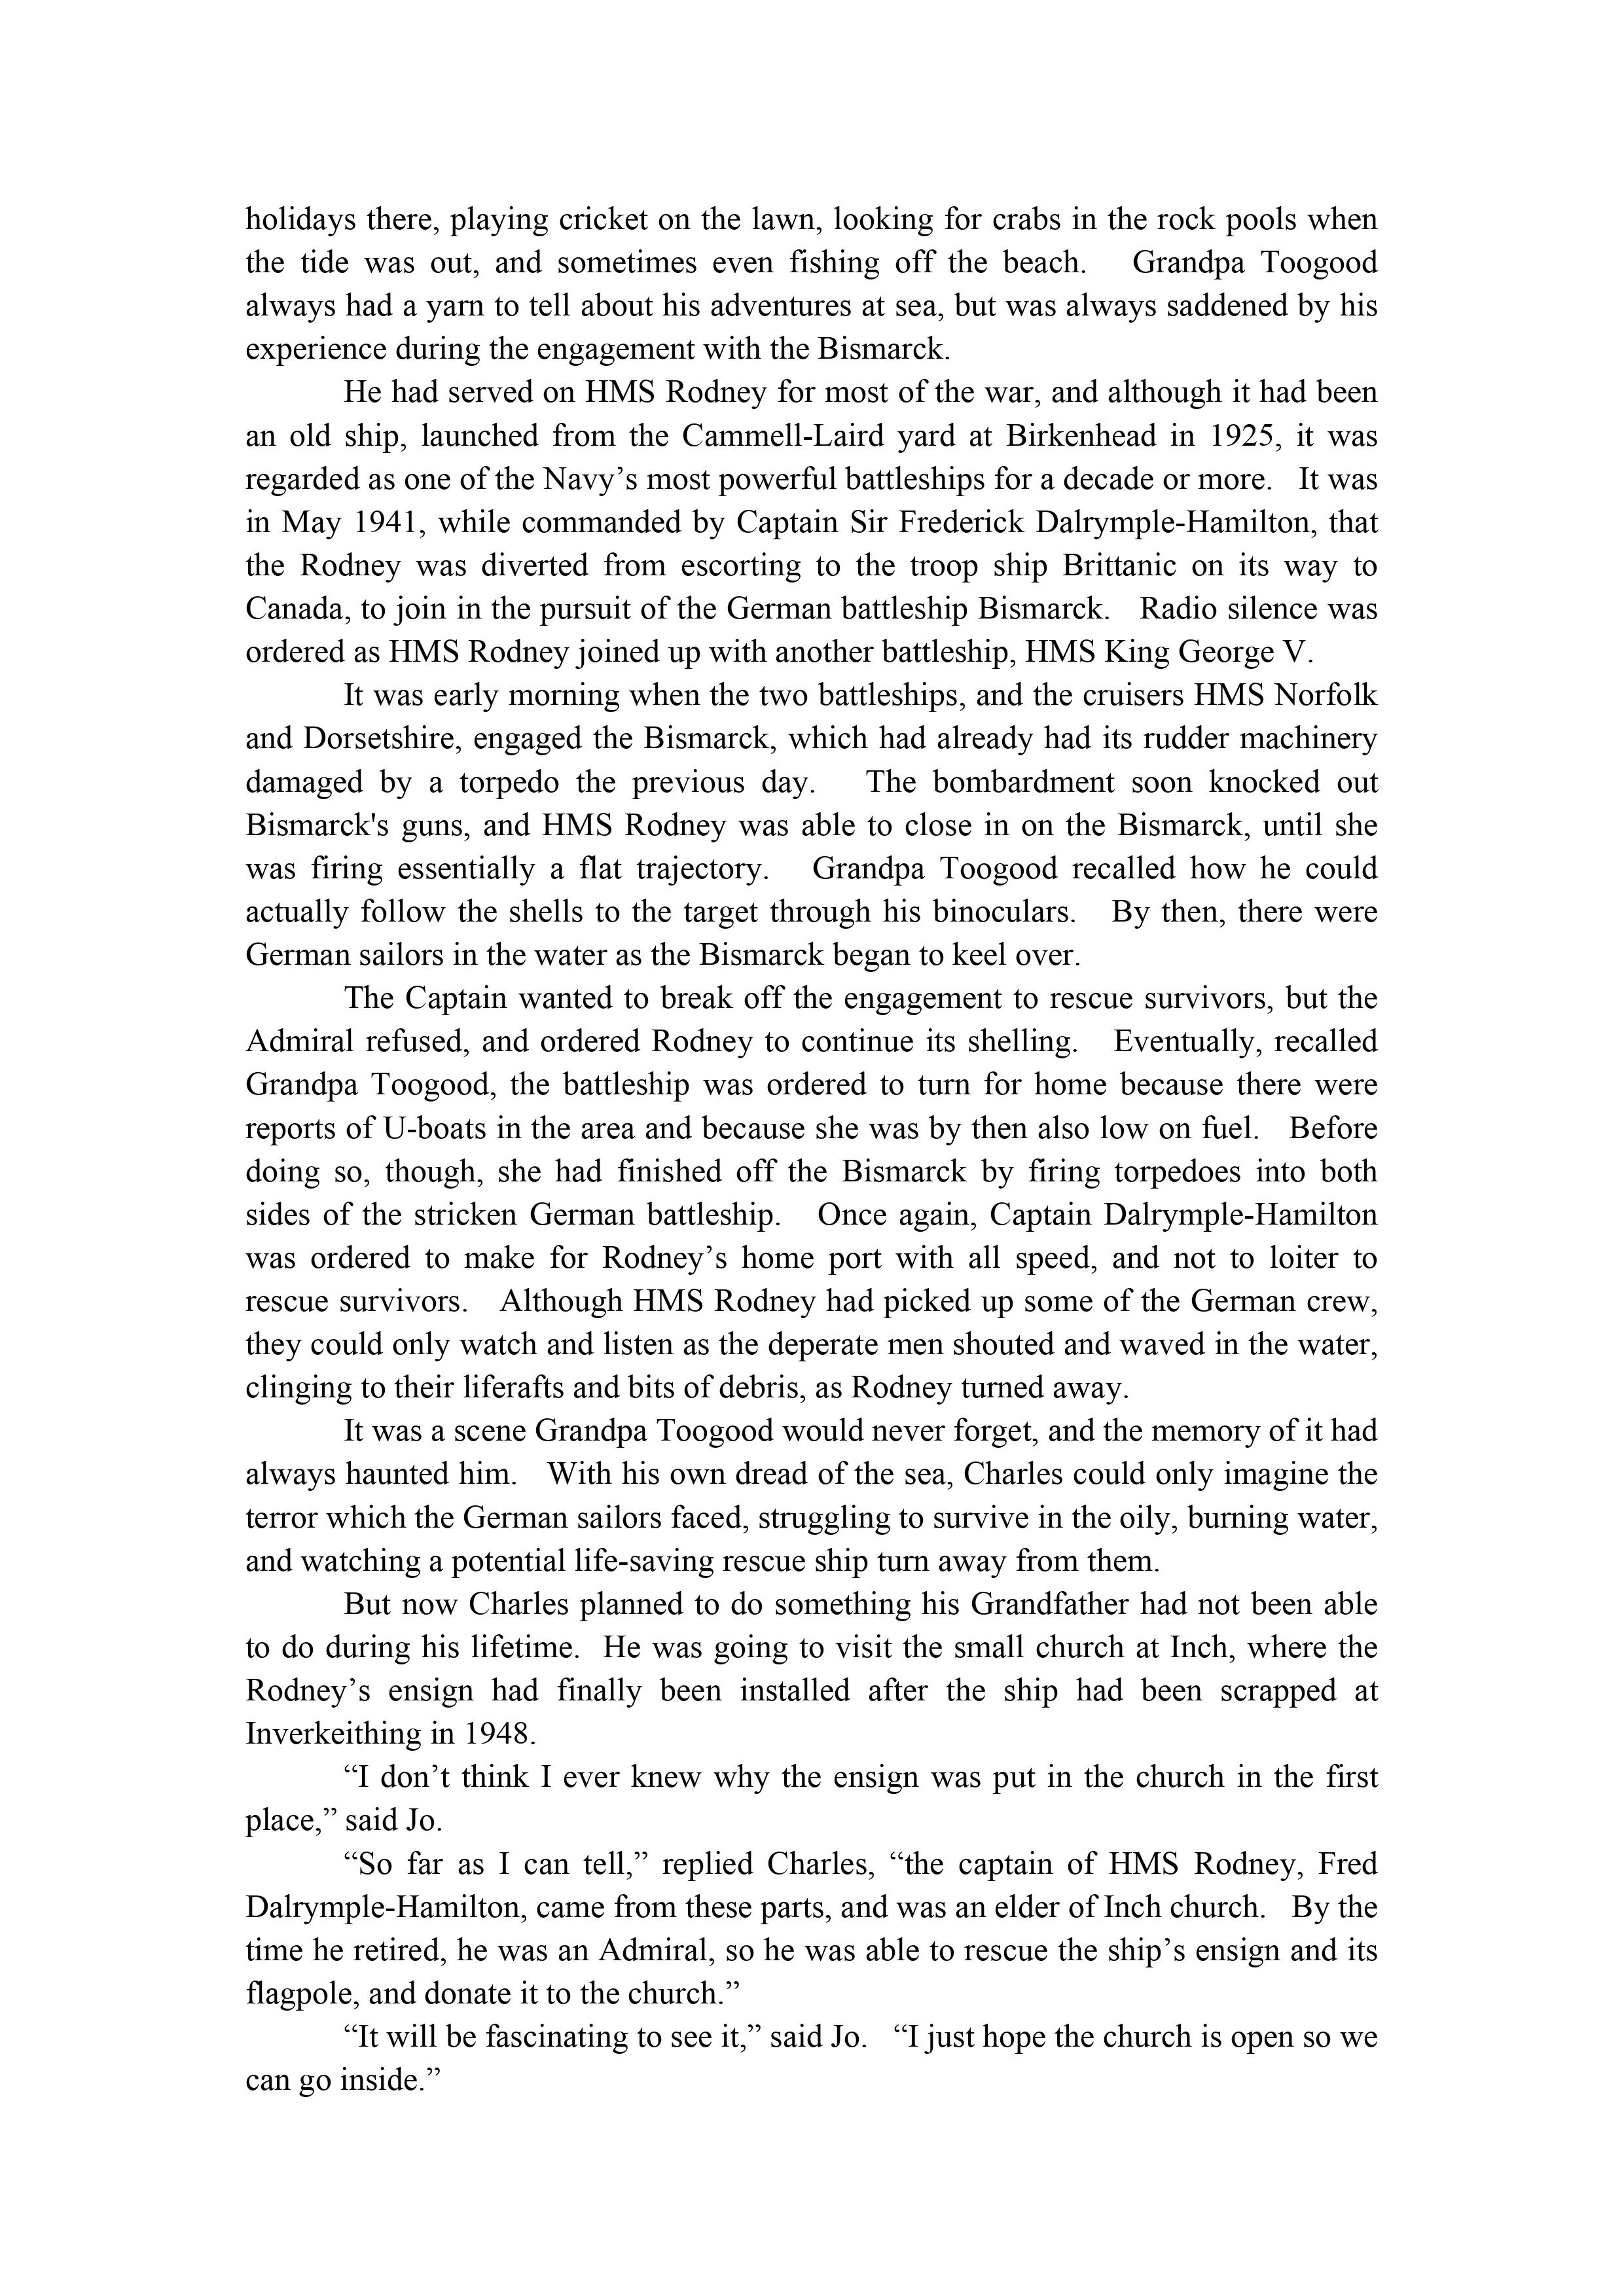 holidays there, playing cricket on the lawn, looking for crabs in the rock pools when
the tide was out, and sometimes even fishing off the beach. Grandpa Toogood
always had a yarn to tell about his adventures at sea, but was always saddened by his
experience during the engagement with the Bismarck.
He had served on HMS Rodney for most of the war, and although it had been
an old ship, launched from the Cammell-Laird yard at Birkenhead in 1925, it was
regarded as one of the Navy’s most powerful battleships for a decade or more. It was
in May 1941, while commanded by Captain Sir Frederick Dalrymple-Hamilton, that
the Rodney was diverted from escorting to the troop ship Brittanic on its way to
Canada, to join in the pursuit of the German battleship Bismarck. Radio silence was
ordered as HMS Rodney joined up with another battleship, HMS King George V.
It was early morning when the two battleships, and the cruisers HMS Norfolk
and Dorsetshire, engaged the Bismarck, which had already had its rudder machinery
damaged by a torpedo the previous day. The bombardment soon knocked out
Bismarck's guns, and HMS Rodney was able to close in on the Bismarck, until she
was firing essentially a flat trajectory. Grandpa Toogood recalled how he could
actually follow the shells to the target through his binoculars. By then, there were
German sailors in the water as the Bismarck began to keel over.
The Captain wanted to break off the engagement to rescue survivors, but the
Admiral refused, and ordered Rodney to continue its shelling. Eventually, recalled
Grandpa Toogood, the battleship was ordered to turn for home because there were
reports of U-boats in the area and because she was by then also low on fuel. Before
doing so, though, she had finished off the Bismarck by firing torpedoes into both
sides of the stricken German battleship. Once again, Captain Dalrymple-Hamilton
was ordered to make for Rodney’s home port with all speed, and not to loiter to
rescue survivors. Although HMS Rodney had picked up some of the German crew,
they could only watch and listen as the deperate men shouted and waved in the water,
clinging to their liferafts and bits of debris, as Rodney turned away.
It was a scene Grandpa Toogood would never forget, and the memory of it had
always haunted him. With his own dread of the sea, Charles could only imagine the
terror which the German sailors faced, struggling to survive in the oily, burning water,
and watching a potential life-saving rescue ship turn away from them.
But now Charles planned to do something his Grandfather had not been able
to do during his lifetime. He was going to visit the small church at Inch, where the
Rodney’s ensign had finally been installed after the ship had been scrapped at
Inverkeithing in 1948.
“I don’t think I ever knew why the ensign was put in the church in the first
place,” said Jo.
“So far as I can tell,” replied Charles, “the captain of HMS Rodney, Fred
Dalrymple-Hamilton, came from these parts, and was an elder of Inch church. By the
time he retired, he was an Admiral, so he was able to rescue the ship’s ensign and its
flagpole, and donate it to the church.”
“It will be fascinating to see it,” said Jo. “I just hope the church is open so we
can go inside.”